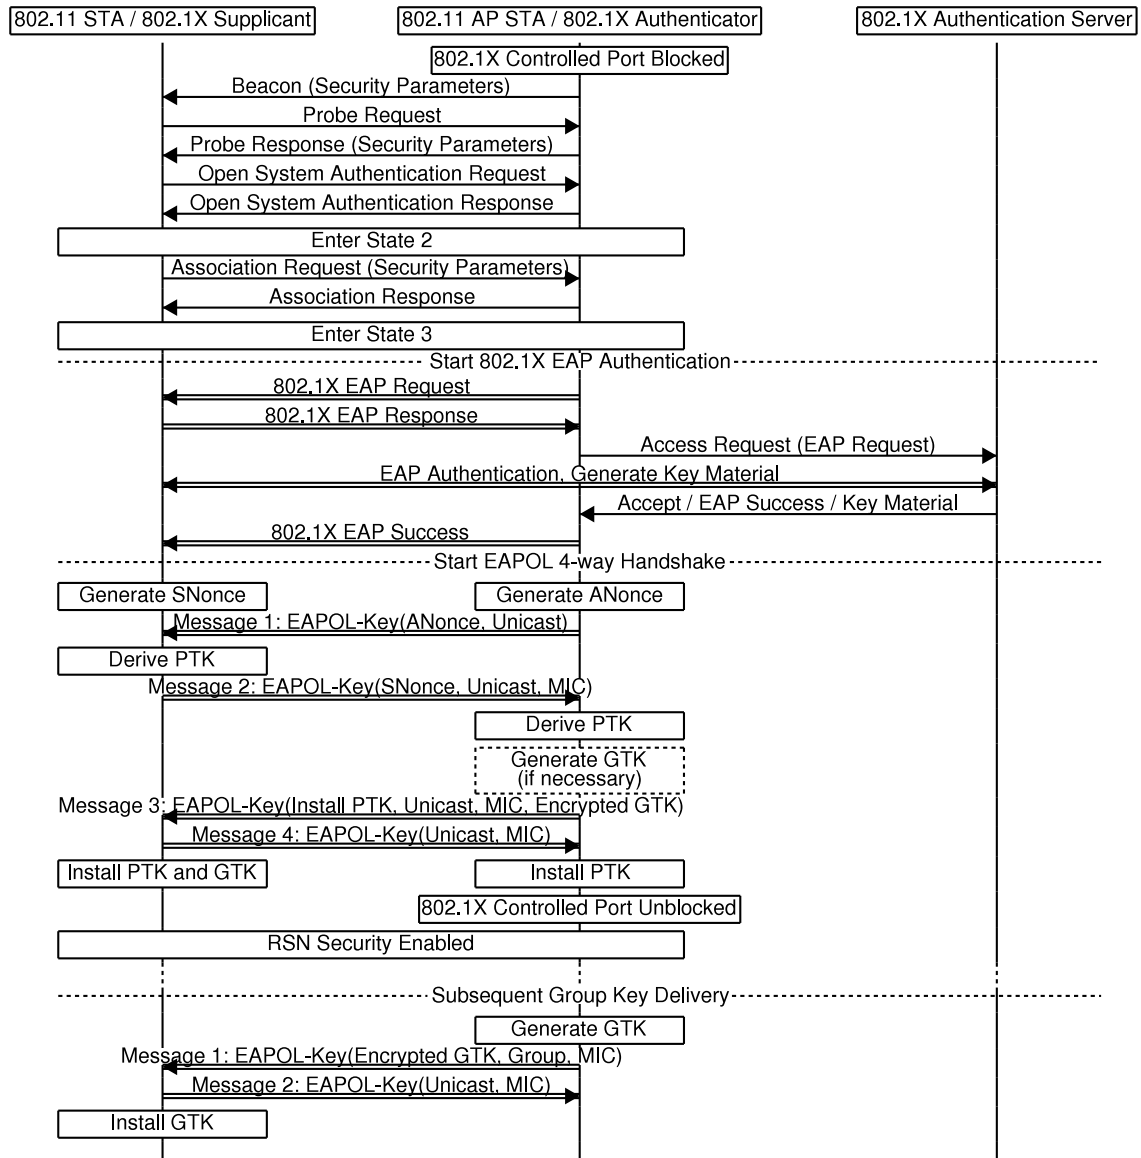 802.11 STA / 802.1X Supplicant
802.11 AP STA / 802.1X Authenticator
802.1X Authentication Server
802.1X Controlled Port Blocked
Beacon (Security Parameters)
Probe Request
Probe Response (Security Parameters)
Open System Authentication Request
Open System Authentication Response
Enter State 2
Association Request (Security Parameters)
Association Response
Enter State 3
Start 802.1X EAP Authentication
802.1X EAP Request
802.1X EAP Response
Access Request (EAP Request)
EAP Authentication, Generate Key Material
Accept / EAP Success / Key Material
802.1X EAP Success
Start EAPOL 4-way Handshake
Generate SNonce
Generate ANonce
Message 1: EAPOL-Key(ANonce, Unicast)
Derive PTK
Message 2: EAPOL-Key(SNonce, Unicast, MIC)
Derive PTK
Generate GTK
(if necessary)
Message 3: EAPOL-Key(Install PTK, Unicast, MIC, Encrypted GTK)
Message 4: EAPOL-Key(Unicast, MIC)
Install PTK and GTK
Install PTK
802.1X Controlled Port Unblocked
RSN Security Enabled
Subsequent Group Key Delivery
Generate GTK
Message 1: EAPOL-Key(Encrypted GTK, Group, MIC)
Message 2: EAPOL-Key(Unicast, MIC)
Install GTK